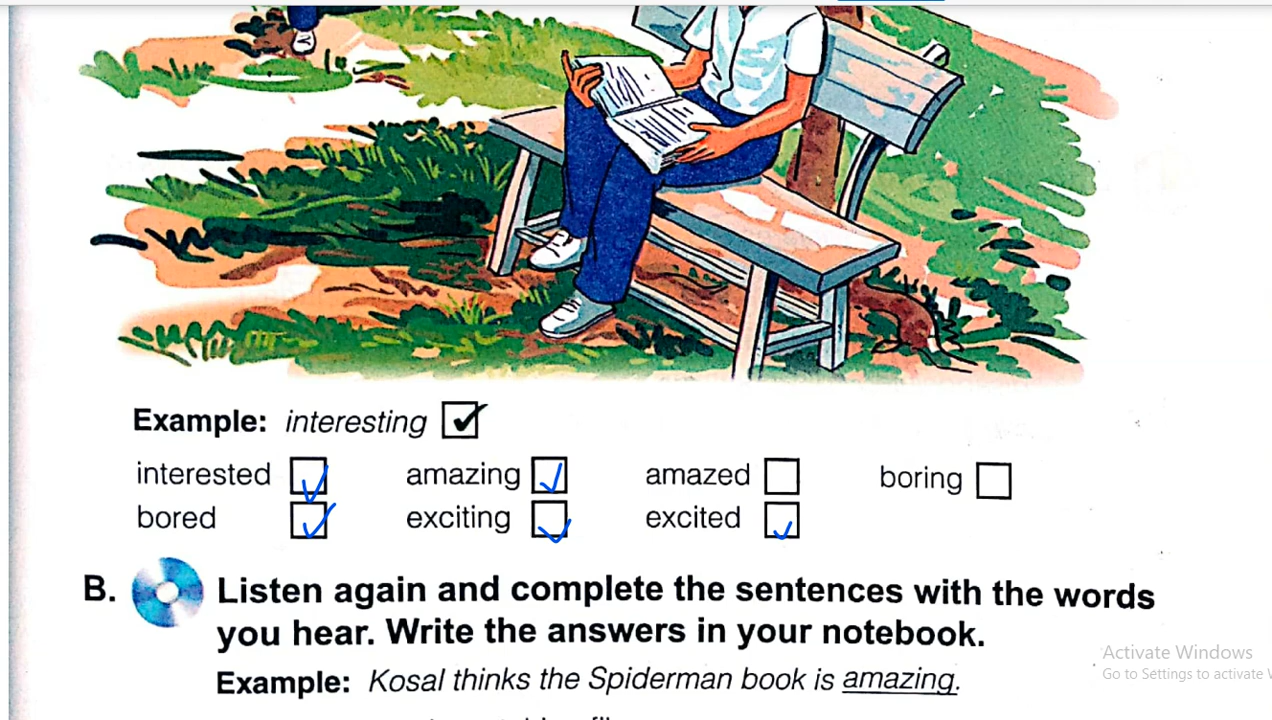 Example: interesting
interested amazing amazed boring
bored exciting excited
B. Listen again and complete the sentences with the words
you hear. Write the answers in your notebook.
Example: Kosal thinks the Spiderman book is amazing.
Activate Windows
Go to Settings to activate